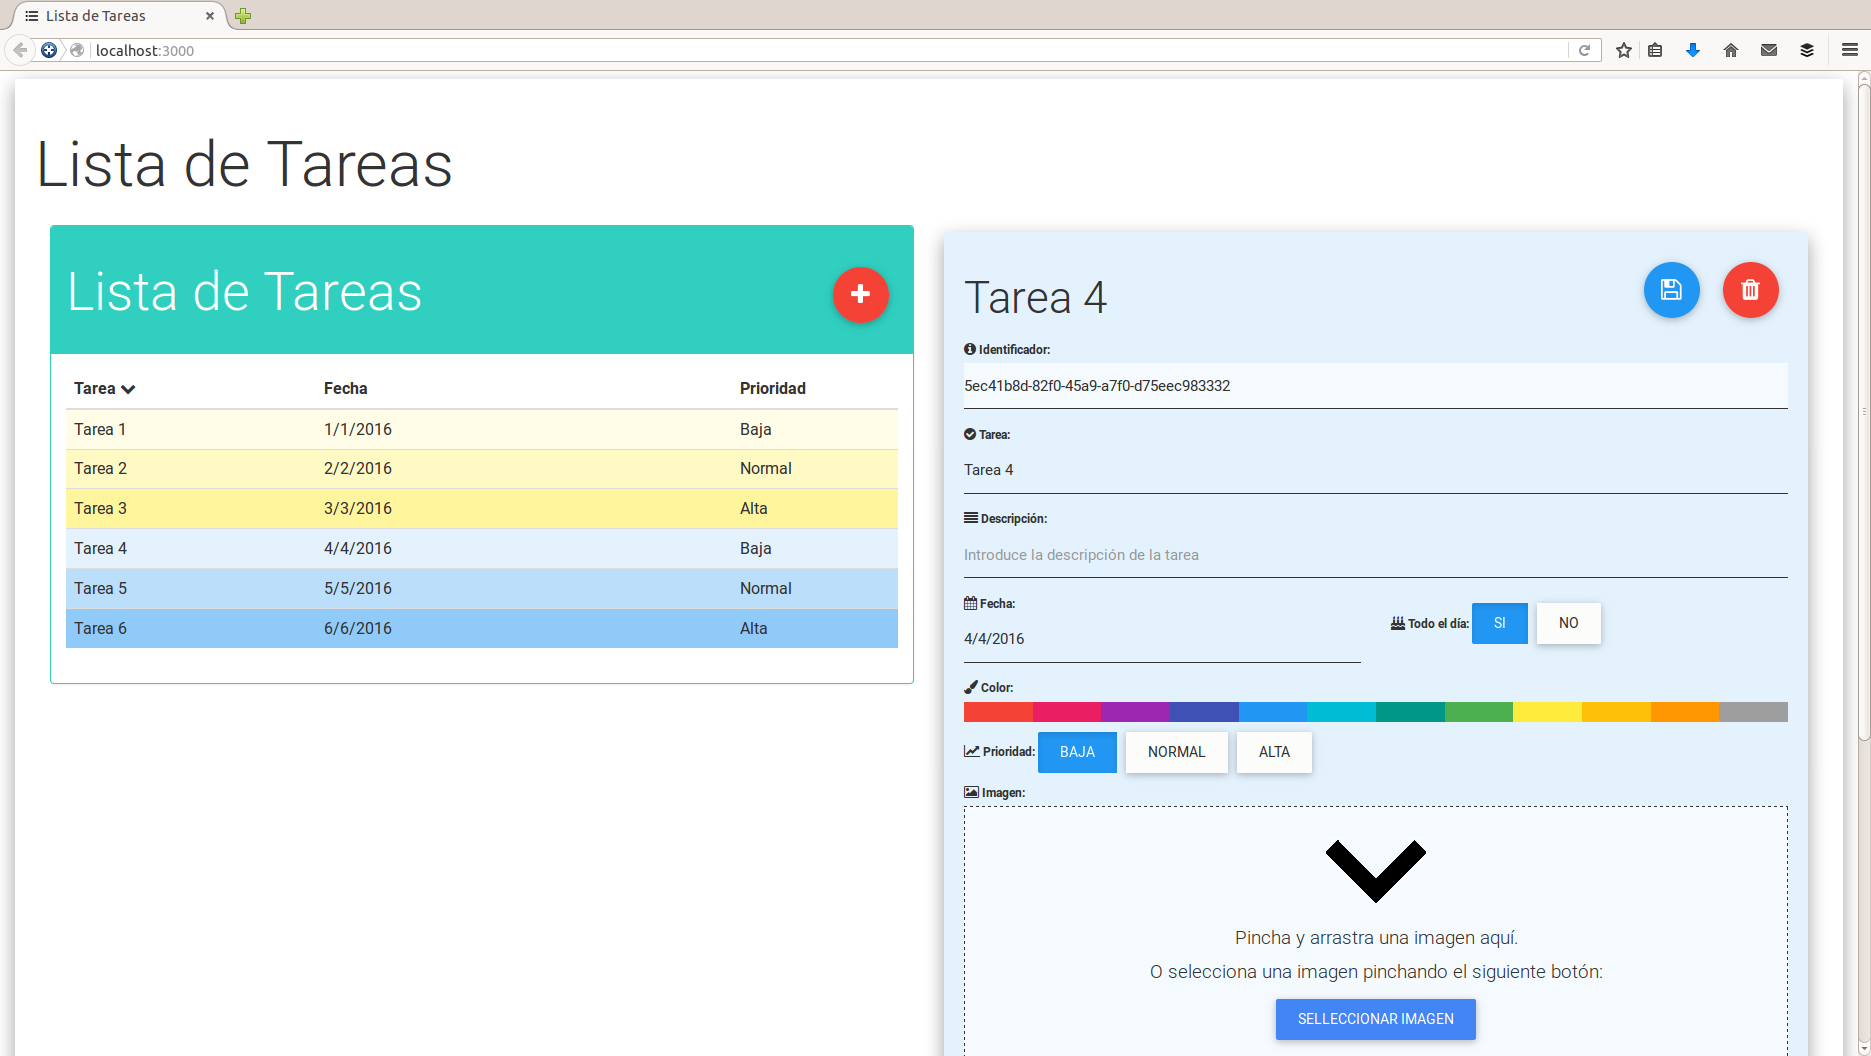 Lista de Tareas
localhost:3000
Lista de Tareas
Lista de Tareas
Tarea Fecha Prioridad
Tarea 1 1/1/2016 Baja
Tarea 2 2/2/2016 Normal
Tarea 3 3/3/2016 Alta
Tarea 4 4/4/2016 Baja
Tarea 5 5/5/2016 Normal
Tarea 6 6/6/2016 Alta
Tarea 4
Identificador:
5ec41b8d-82f0-45a9-a7f0-d75eec983332
Tarea:
Tarea 4
Descripción:
Introduce la descripción de la tarea
Fecha:
4/4/2016
Todo el día: SI NO
Color:
Prioridad: BAJA NORMAL ALTA
Imagen:
Pincha y arrastra una imagen aquí.
O selecciona una imagen pinchando el siguiente botón:
SELLECCIONAR IMAGEN